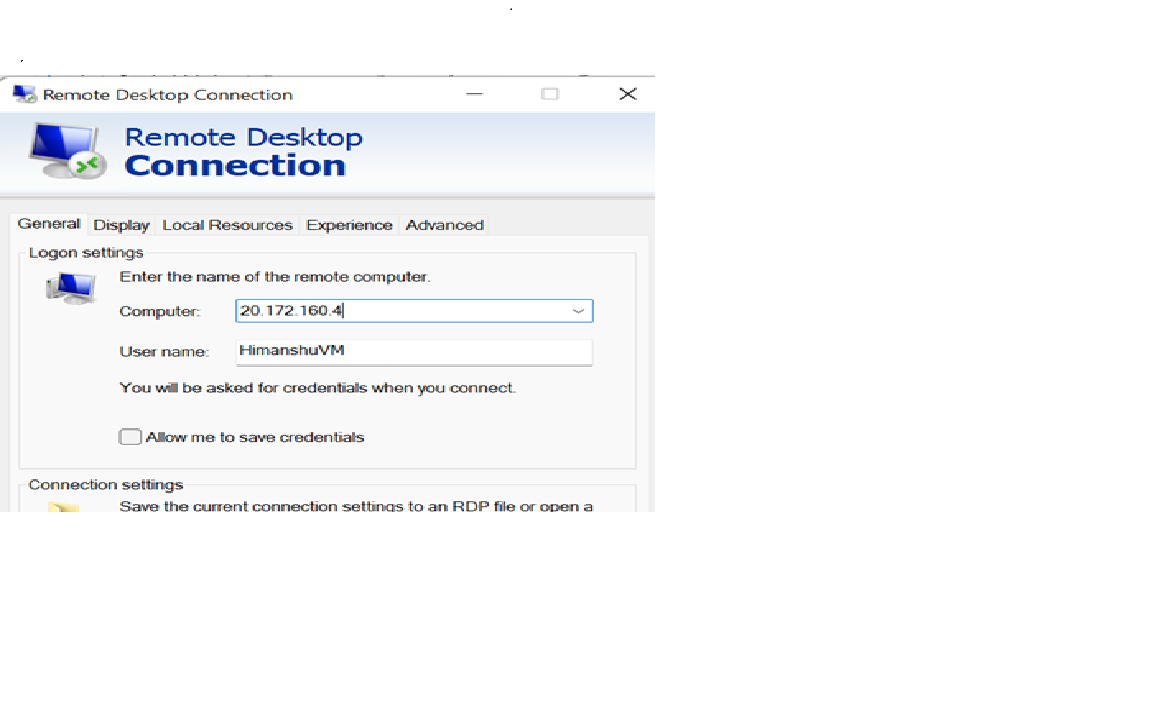 Remote Desktop Connection
Remote Desktop
Connection
General Display Local Resources Experience Advanced
Logon settings
Enter the name of the remote computer.
Computer: 20.172.160.4
User name: HimanshuVM
You will be asked for credentials when you connect.
Allow me to save credentials
Connection settings
Save the current connection settings to an RDP file or open a